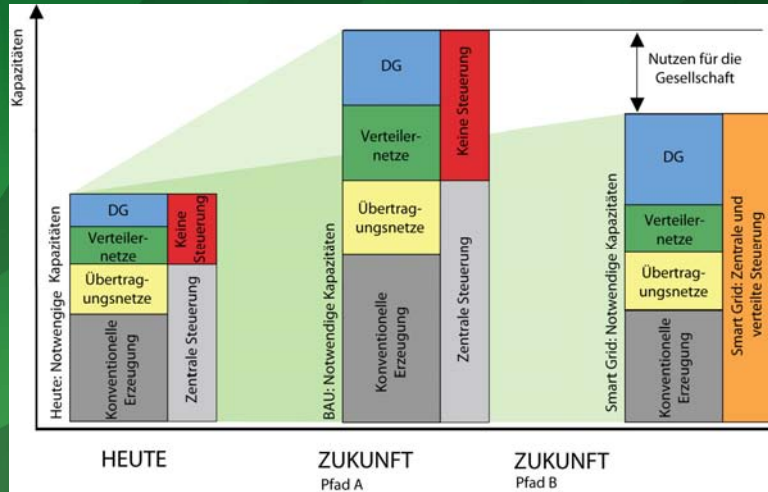 Kapazitäten
Heute: Notwengige Kapazitäten
DG
Verteiler-
netze
Übertrag-
ungsnetze
Konventionelle
Erzeugung
Keine
Steuerung
Zentrale Steuerung
BAU: Notwendige Kapazitäten
DG
Verteiler-
netze
Übertrag-
ungsnetze
Konventionelle
Erzeugung
Keine Steuerung
Zentrale Steuerung
Nutzen für die
Gesellschaft
Smart Grid: Notwendige Kapazitäten
DG
Verteiler-
netze
Übertrag-
ungsnetze
Konventionelle
Erzeugung
Smart Grid: Zentrale und
verteilte Steuerung
HEUTE
ZUKUNFT
Pfad A
ZUKUNFT
Pfad B